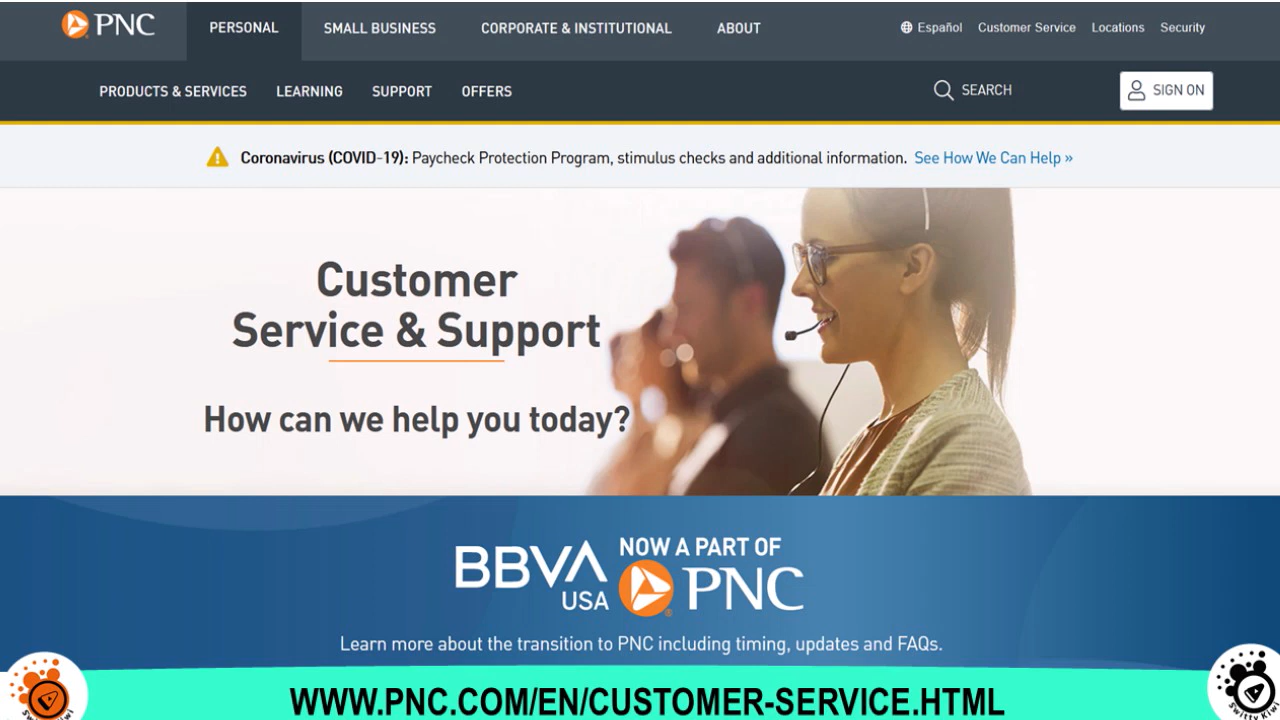 PNC
PERSONAL
SMALL BUSINESS
CORPORATE & INSTITUTIONAL
ABOUT
Español
Customer Service
Locations
Security
PRODUCTS & SERVICES
LEARNING
SUPPORT
OFFERS
SEARCH
SIGN ON
Coronavirus (COVID-19): Paycheck Protection Program, stimulus checks and additional information. See How We Can Help »
Customer
Service & Support
How can we help you today?
BBVA
USA
NOW A PART OF
PNC
Learn more about the transition to PNC including timing, updates and FAQs.
WWW.PNC.COM/EN/CUSTOMER-SERVICE.HTML